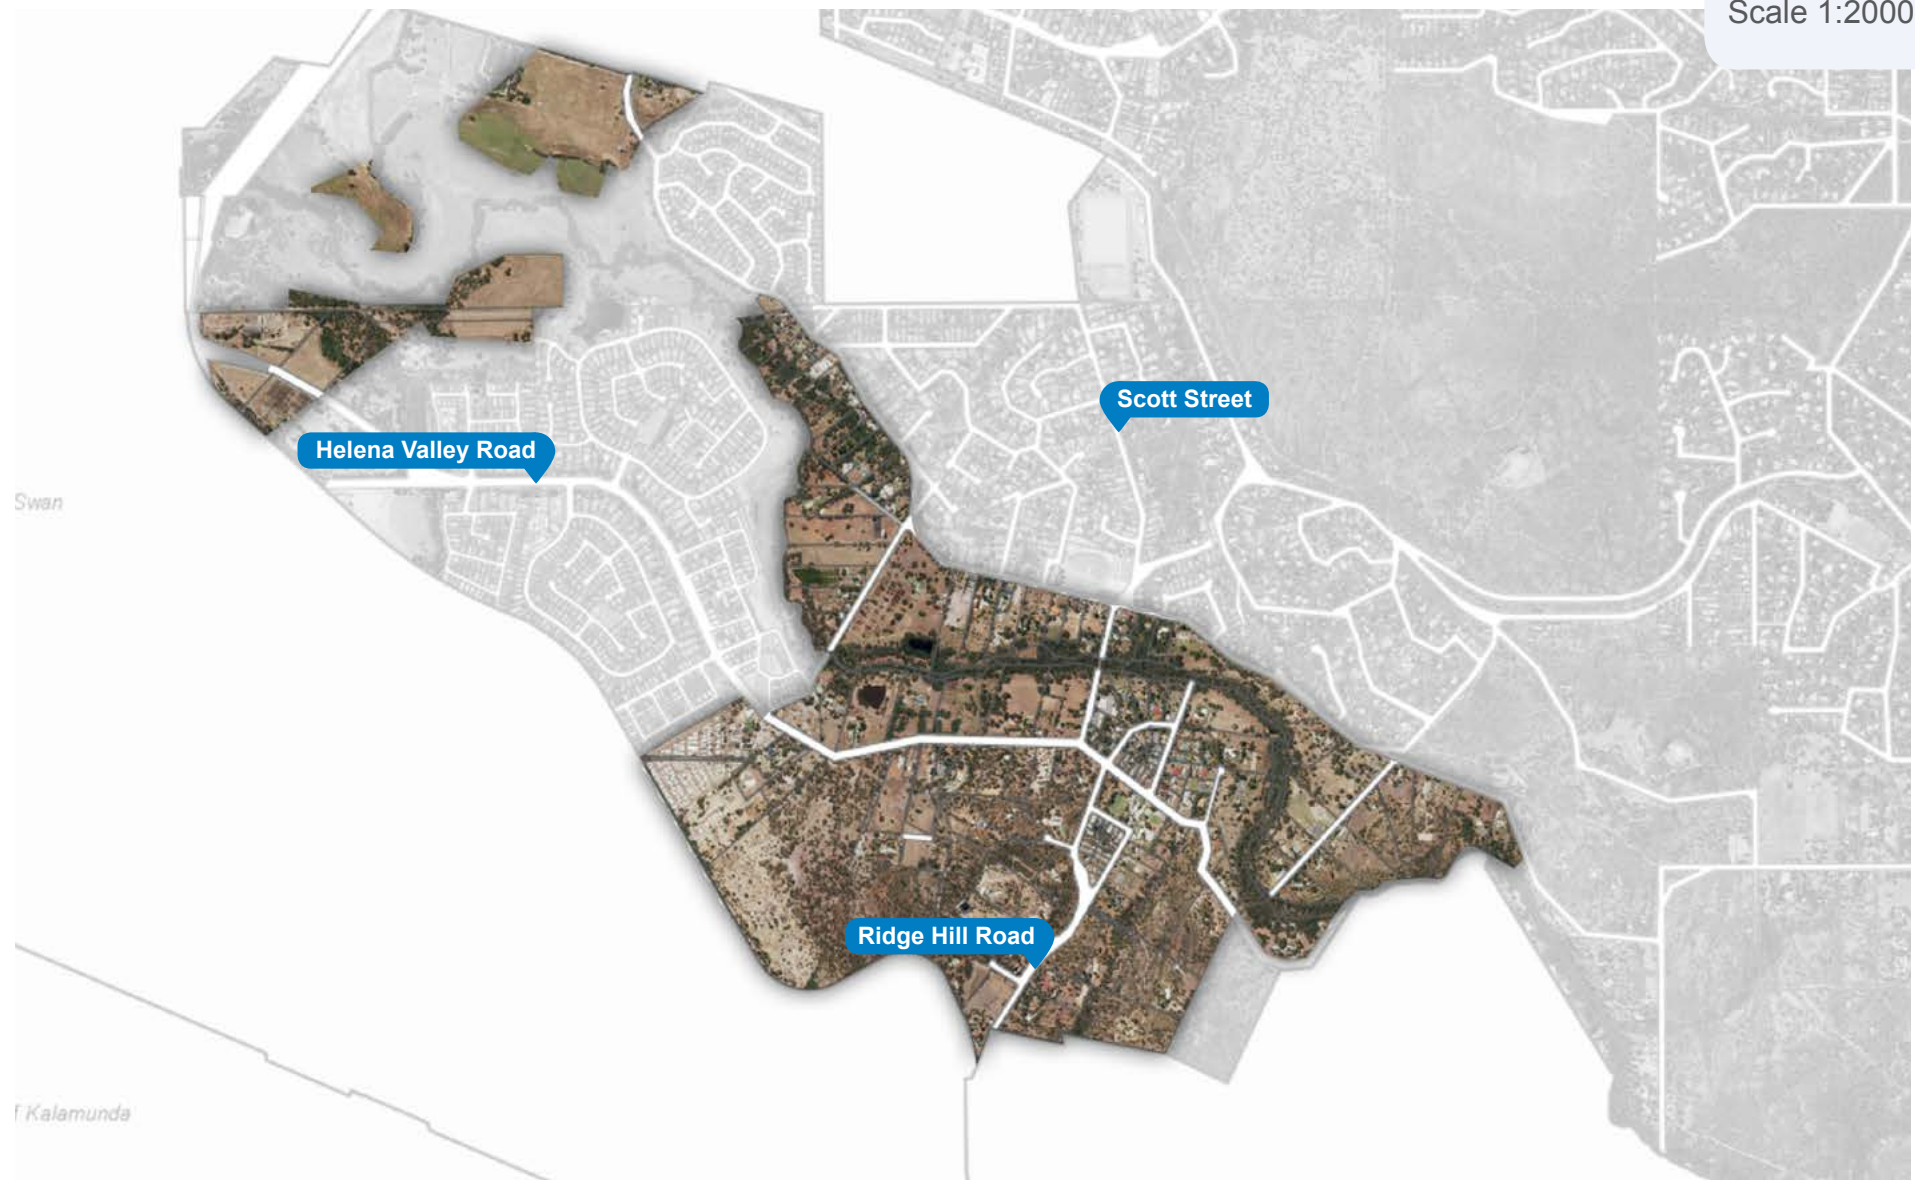 Scale 1:2000
Scott Street
Helena Valley Road
Swan
Ridge Hill Road
f Kalamunda